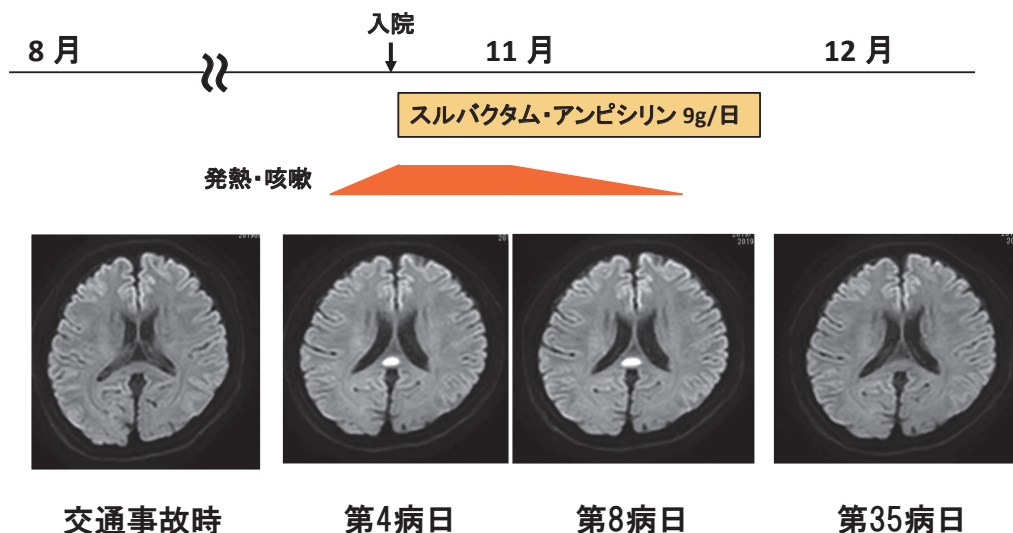 入院
8 月
11 月
12 月
スルバクタム・アンピシリン 9g/日
発熱・咳嗽
交通事故時
第4病日
第8病日
第35病日